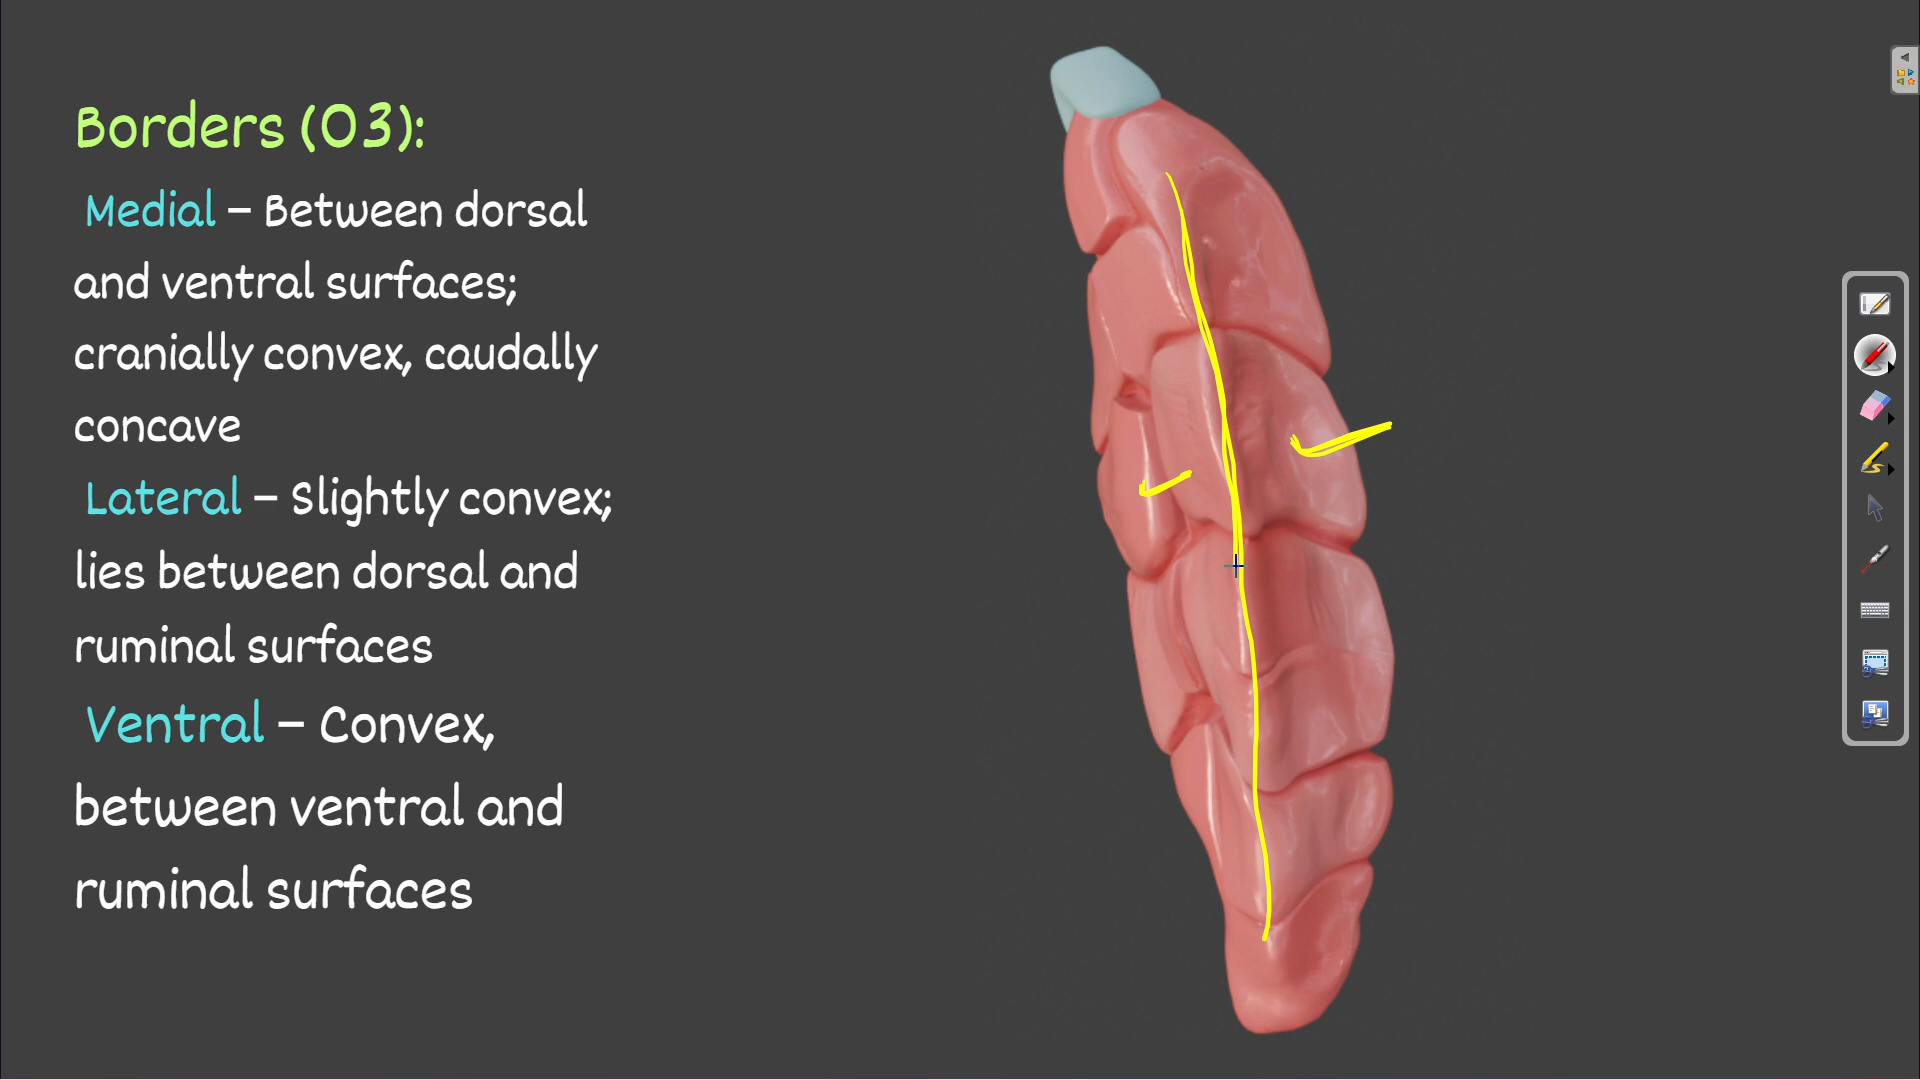 Borders (03):
Medial – Between dorsal
and ventral surfaces;
cranially convex, caudally
concave
Lateral – Slightly convex;
lies between dorsal and
ruminal surfaces
Ventral – Convex,
between ventral and
ruminal surfaces